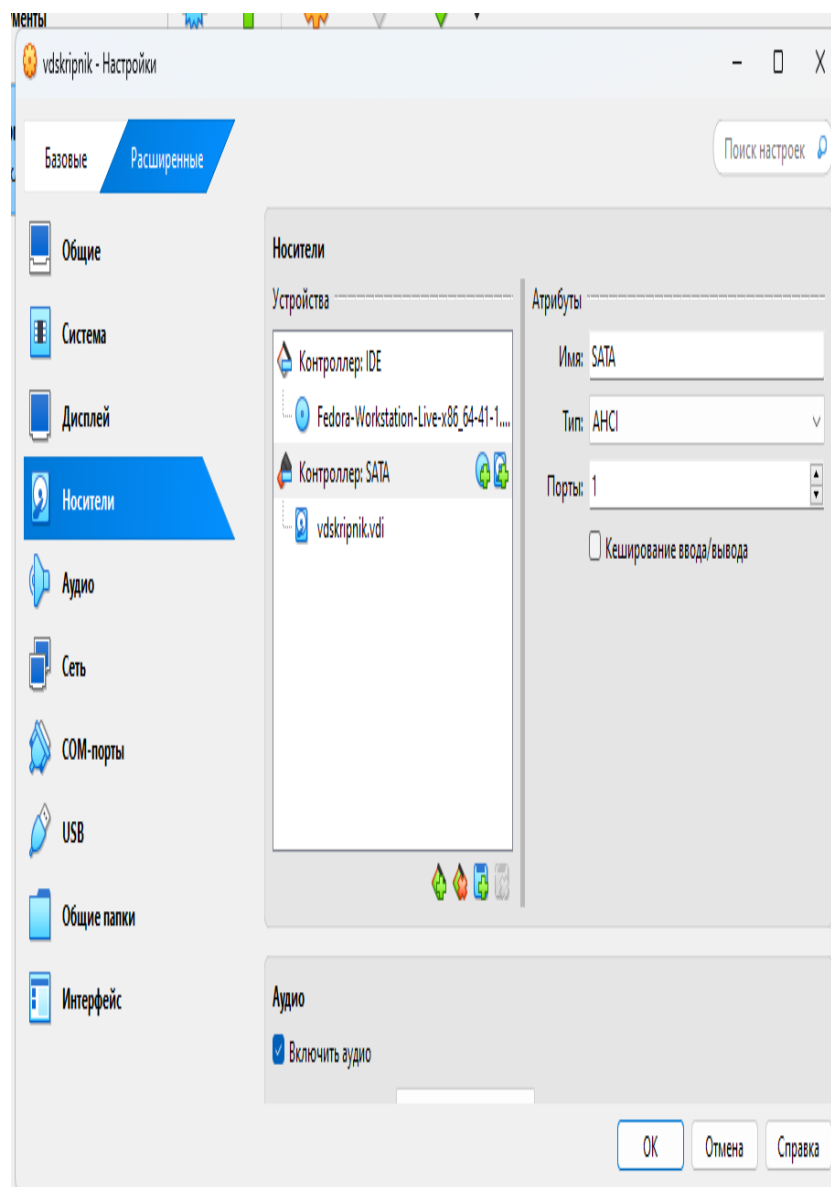 менты
vdskripnik - Настройки
Базовые
Расширенные
Поиск настроек
Общие
Система
Дисплей
Носители
Аудио
Сеть
COM-порты
USB
Общие папки
Интерфейс
Носители
Устройства
Контроллер: IDE
Fedora-Workstation-Live-x86_64-41-1....
Контроллер: SATA
vdskripnik.vdi
Атрибуты
Имя: SATA
Тип: AHCI
Порты: 1
Кеширование ввода/вывода
Аудио
Включить аудио
OK
Отмена
Справка